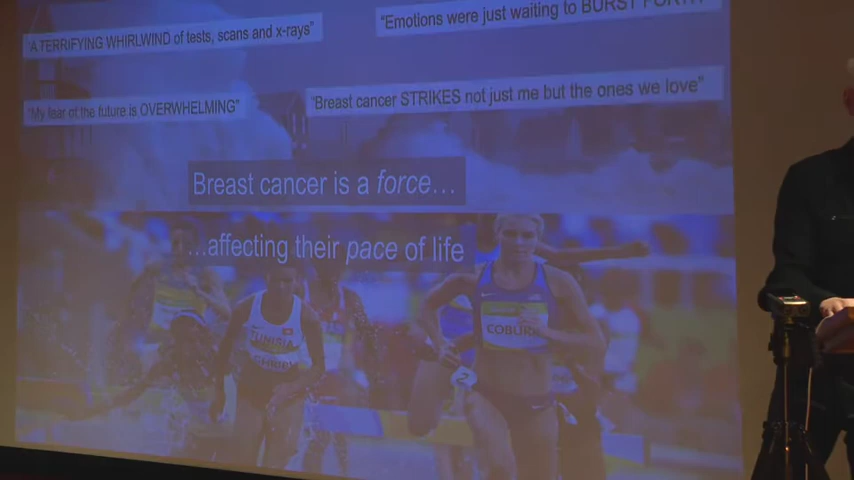 "A TERRIFYING WHIRLWIND of tests, scans and x-rays"
"Emotions were just waiting to BURST FORTH"
"My fear of the future is OVERWHELMING"
"Breast cancer STRIKES not just me but the ones we love"
Breast cancer is a force...
...affecting their pace of life
TUNISIA
GHRIBI
COBURN
2